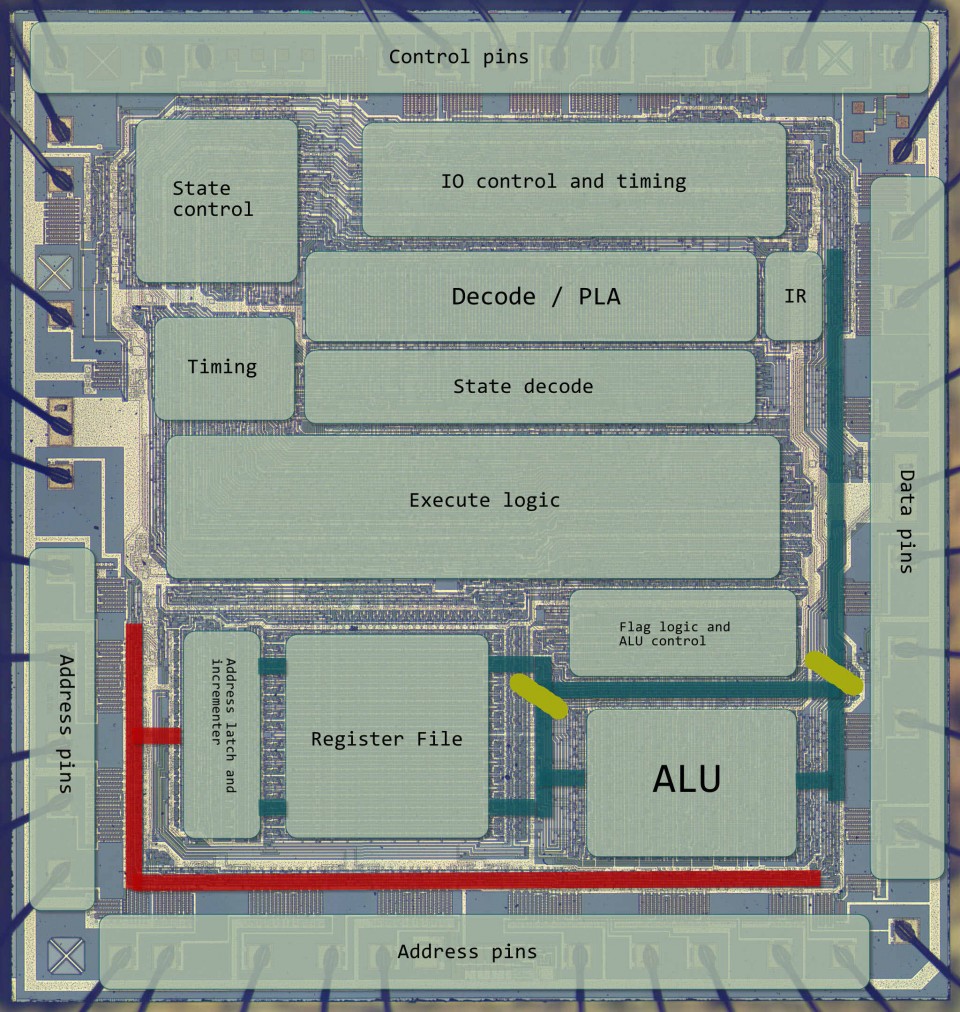 Control pins
State
control
IO control and timing
Decode / PLA
IR
Timing
State decode
Execute logic
Data pins
Flag logic and
ALU control
Address pins
Address latch and
incrementer
Register File
ALU
Address pins